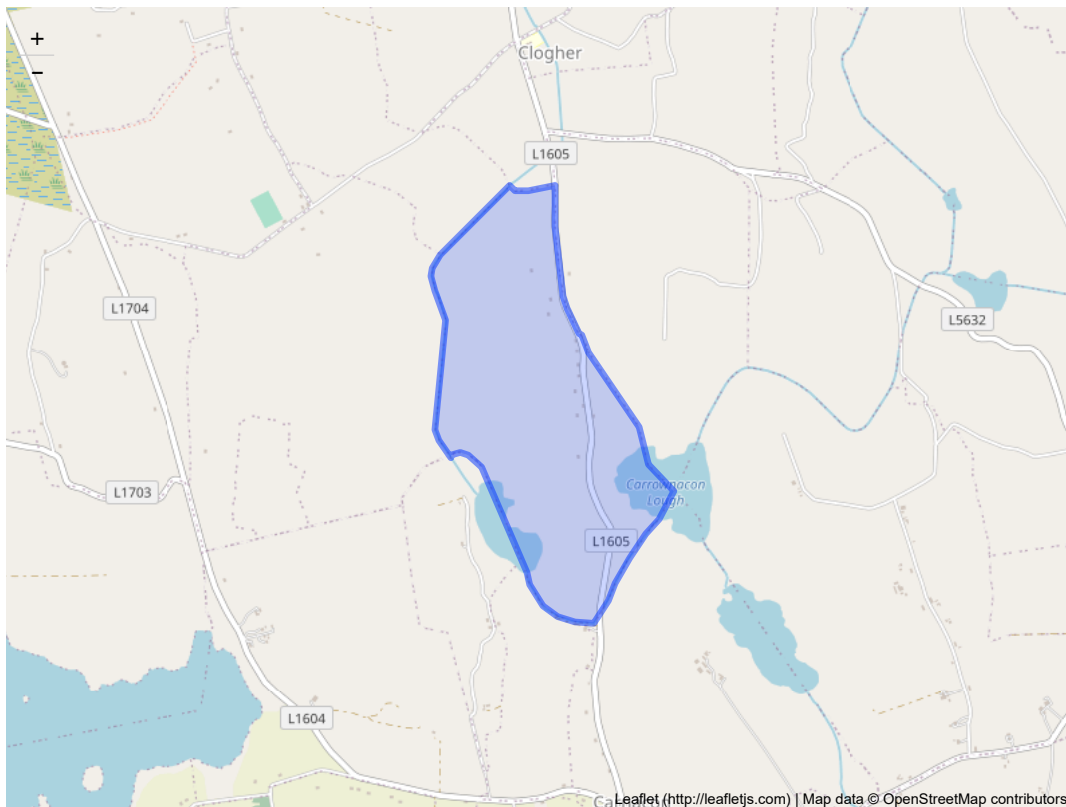 +
−
Clogher
L1605
L1704
L5632
Carrownacon
Lough
L1703
L1605
L1604
Leaflet (http://leafletjs.com) | Map data © OpenStreetMap contributors